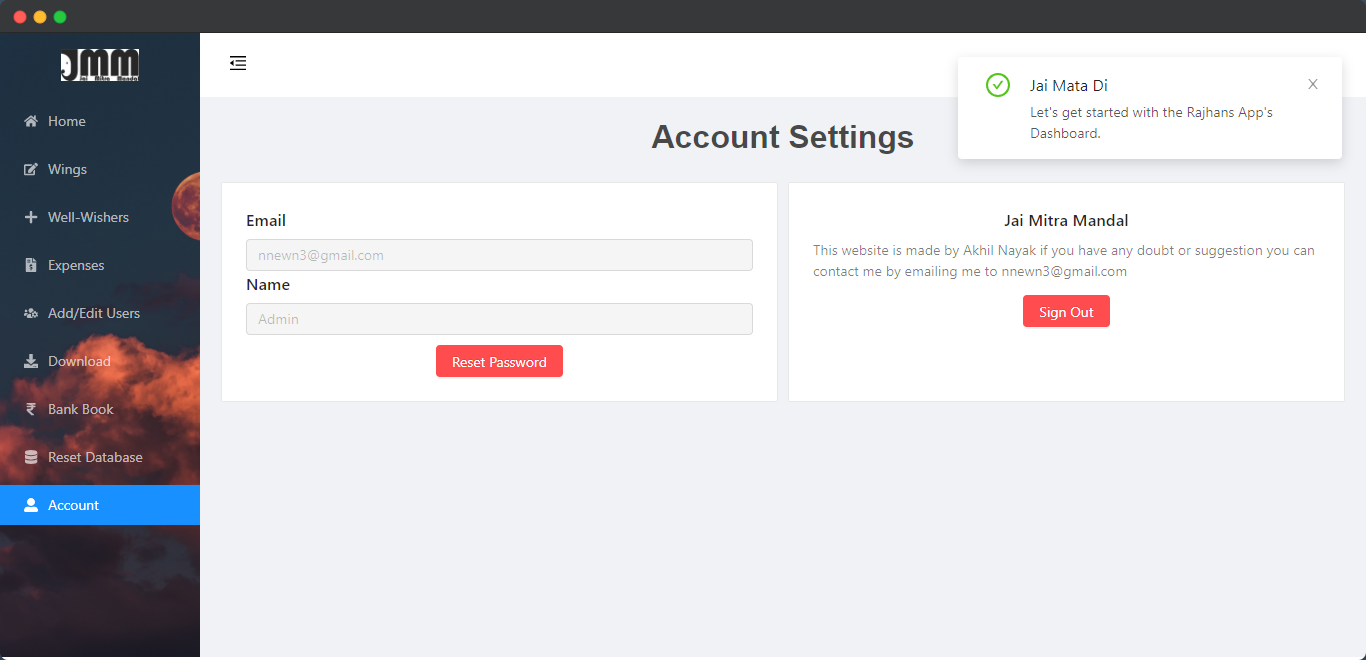 JMM
Jai Mitra Mandal
Home
Wings
Well-Wishers
Expenses
Add/Edit Users
Download
Bank Book
Reset Database
Account
Jai Mata Di
Let's get started with the Rajhans App's
Dashboard.
Account Settings
Email
nnewn3@gmail.com
Name
Admin
Reset Password
Jai Mitra Mandal
This website is made by Akhil Nayak if you have any doubt or suggestion you can
contact me by emailing me to nnewn3@gmail.com
Sign Out